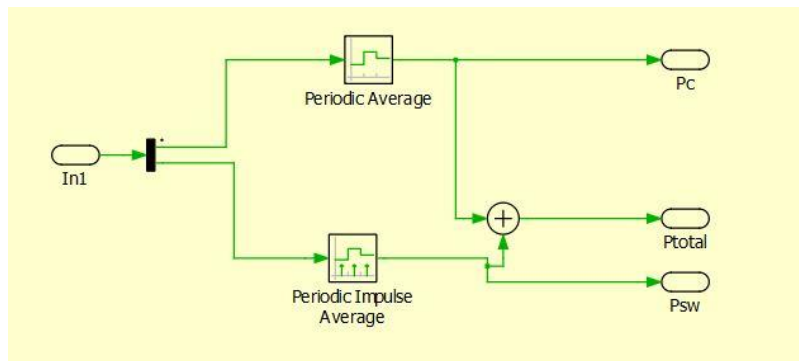 Periodic Average
Pc
In1
Ptotal
Periodic Impulse
Average
Psw